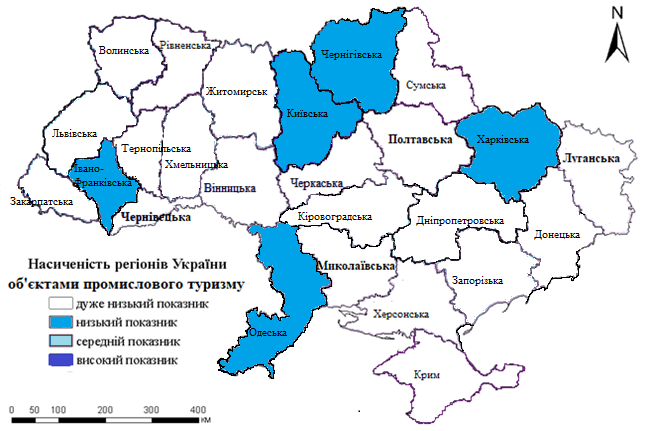 N
Волинська
Рівненська
Чернігівська
Сумська
Житомирськ
Київська
Львівська
Тернопільська
Хмельницька
Полтавська
Харківська
Луганська
Івано-
Франківська
Вінницька
Черкаська
Закарпатська
Чернівецька
Кіровоградська
Дніпропетровська
Донецька
Миколаївська
Запорізька
Херсонська
Одеська
Крим
Насиченість регіонів України
об'єктами промислового туризму
дуже низький показник
низький показник
середній показник
високий показник
0 50 100 200 300 400
КМ